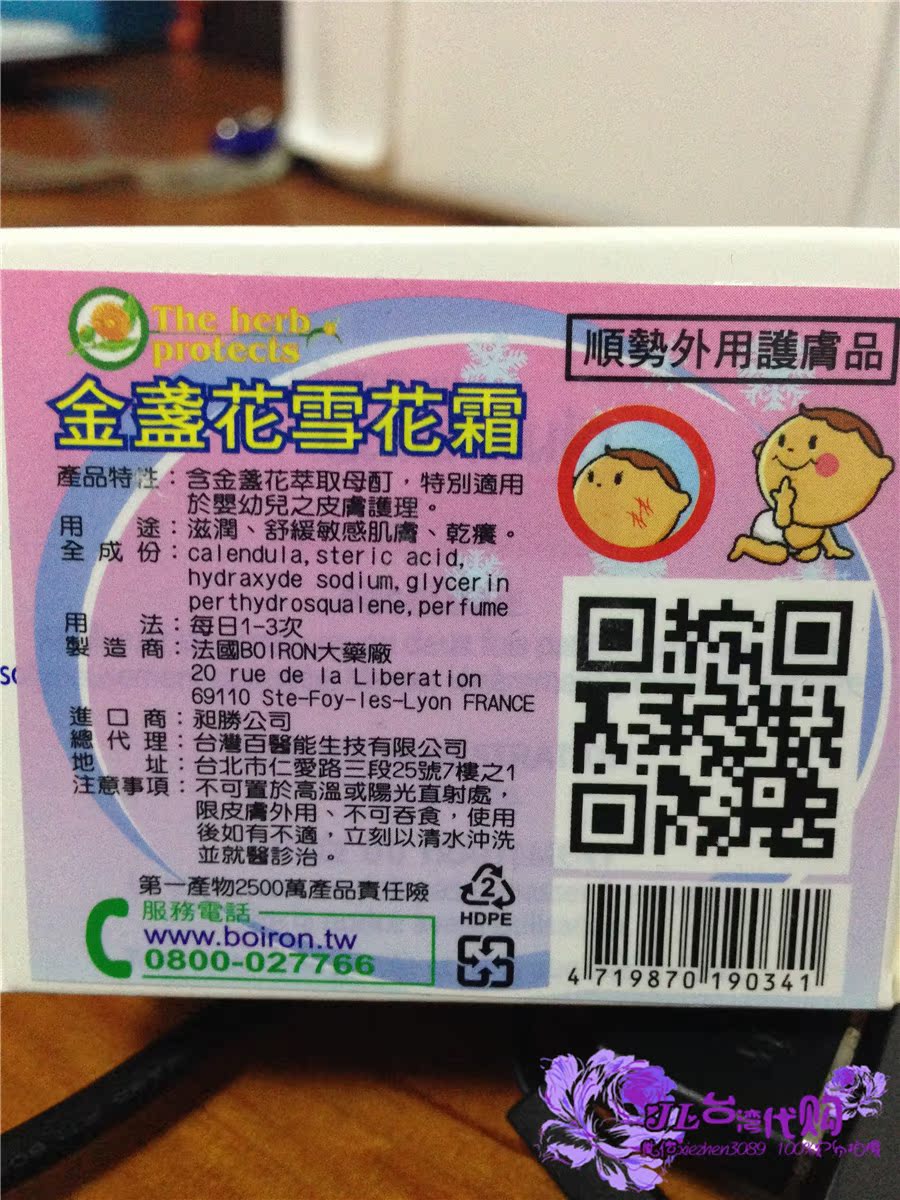 The herb
protects
順勢外用護膚品
金盞花雪花霜
產品特性：含金盞花萃取母酊，特別適用
於嬰幼兒之皮膚護理。
用途：滋潤、舒緩敏感肌膚、乾癢。
全成份：calendula, steric acid,
hydraxyde sodium, glycerin
perthydrosqualene, perfume
用法：每日1-3次
製造商：法國BOIRON大藥廠
20 rue de la Liberation
69110 Ste-Foy-les-Lyon FRANCE
進口商：昶勝公司
總代理：台灣百醫能生技有限公司
地址：台北市仁愛路三段25號7樓之1
注意事項：不可置於高溫或陽光直射處，
限皮膚外用、不可吞食，使用
後如有不適，立刻以清水沖洗
並就醫診治。
第一產物2500萬產品責任險
服務電話
www.boiron.tw
0800-027766
2
HDPE
4 719870 190341
JL台湾代购
xiezhen3089 100%